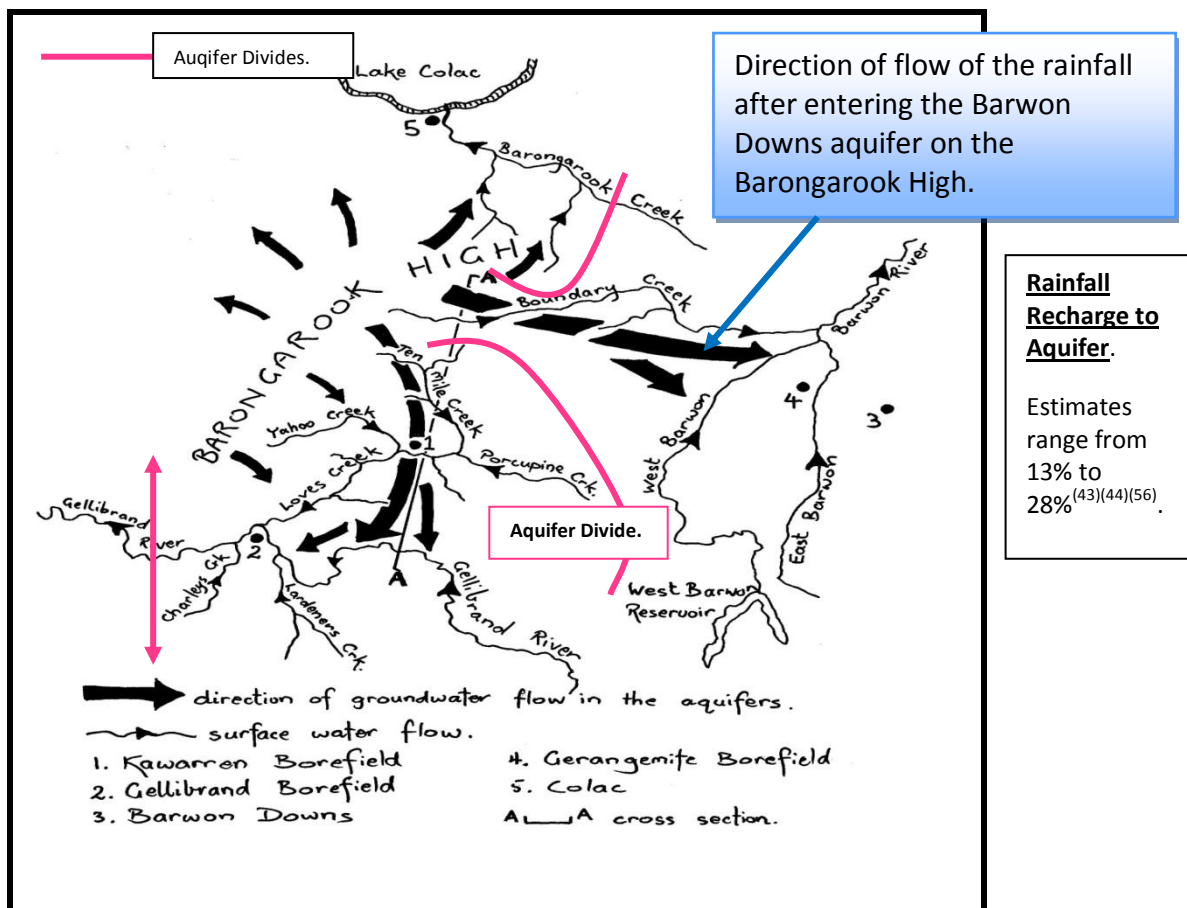 Auqifer Divides.
Lake Colac
Direction of flow of the rainfall
after entering the Barwon
Downs aquifer on the
Barongarook High.
5
Barongarook Creek
BARONGAROOK HIGH
A
Boundary Creek
Barwon River
Rainfall
Recharge to
Aquifer.
Estimates
range from
13% to
28%(43)(44)(56).
Ten Mile Creek
4
3
Yahoo Creek
1
West Barwon
Porcupine Crk.
Loves Creek
Gellibrand River
Aquifer Divide.
East Barwon
2
A
Charleys Gk
Lardeners Crk.
Gellibrand River
West Barwon
Reservoir
direction of groundwater flow in the aquifers.
surface water flow.
1. Kawarren Borefield
2. Gellibrand Borefield
3. Barwon Downs
4. Gerangemite Borefield
5. Colac
A A cross section.